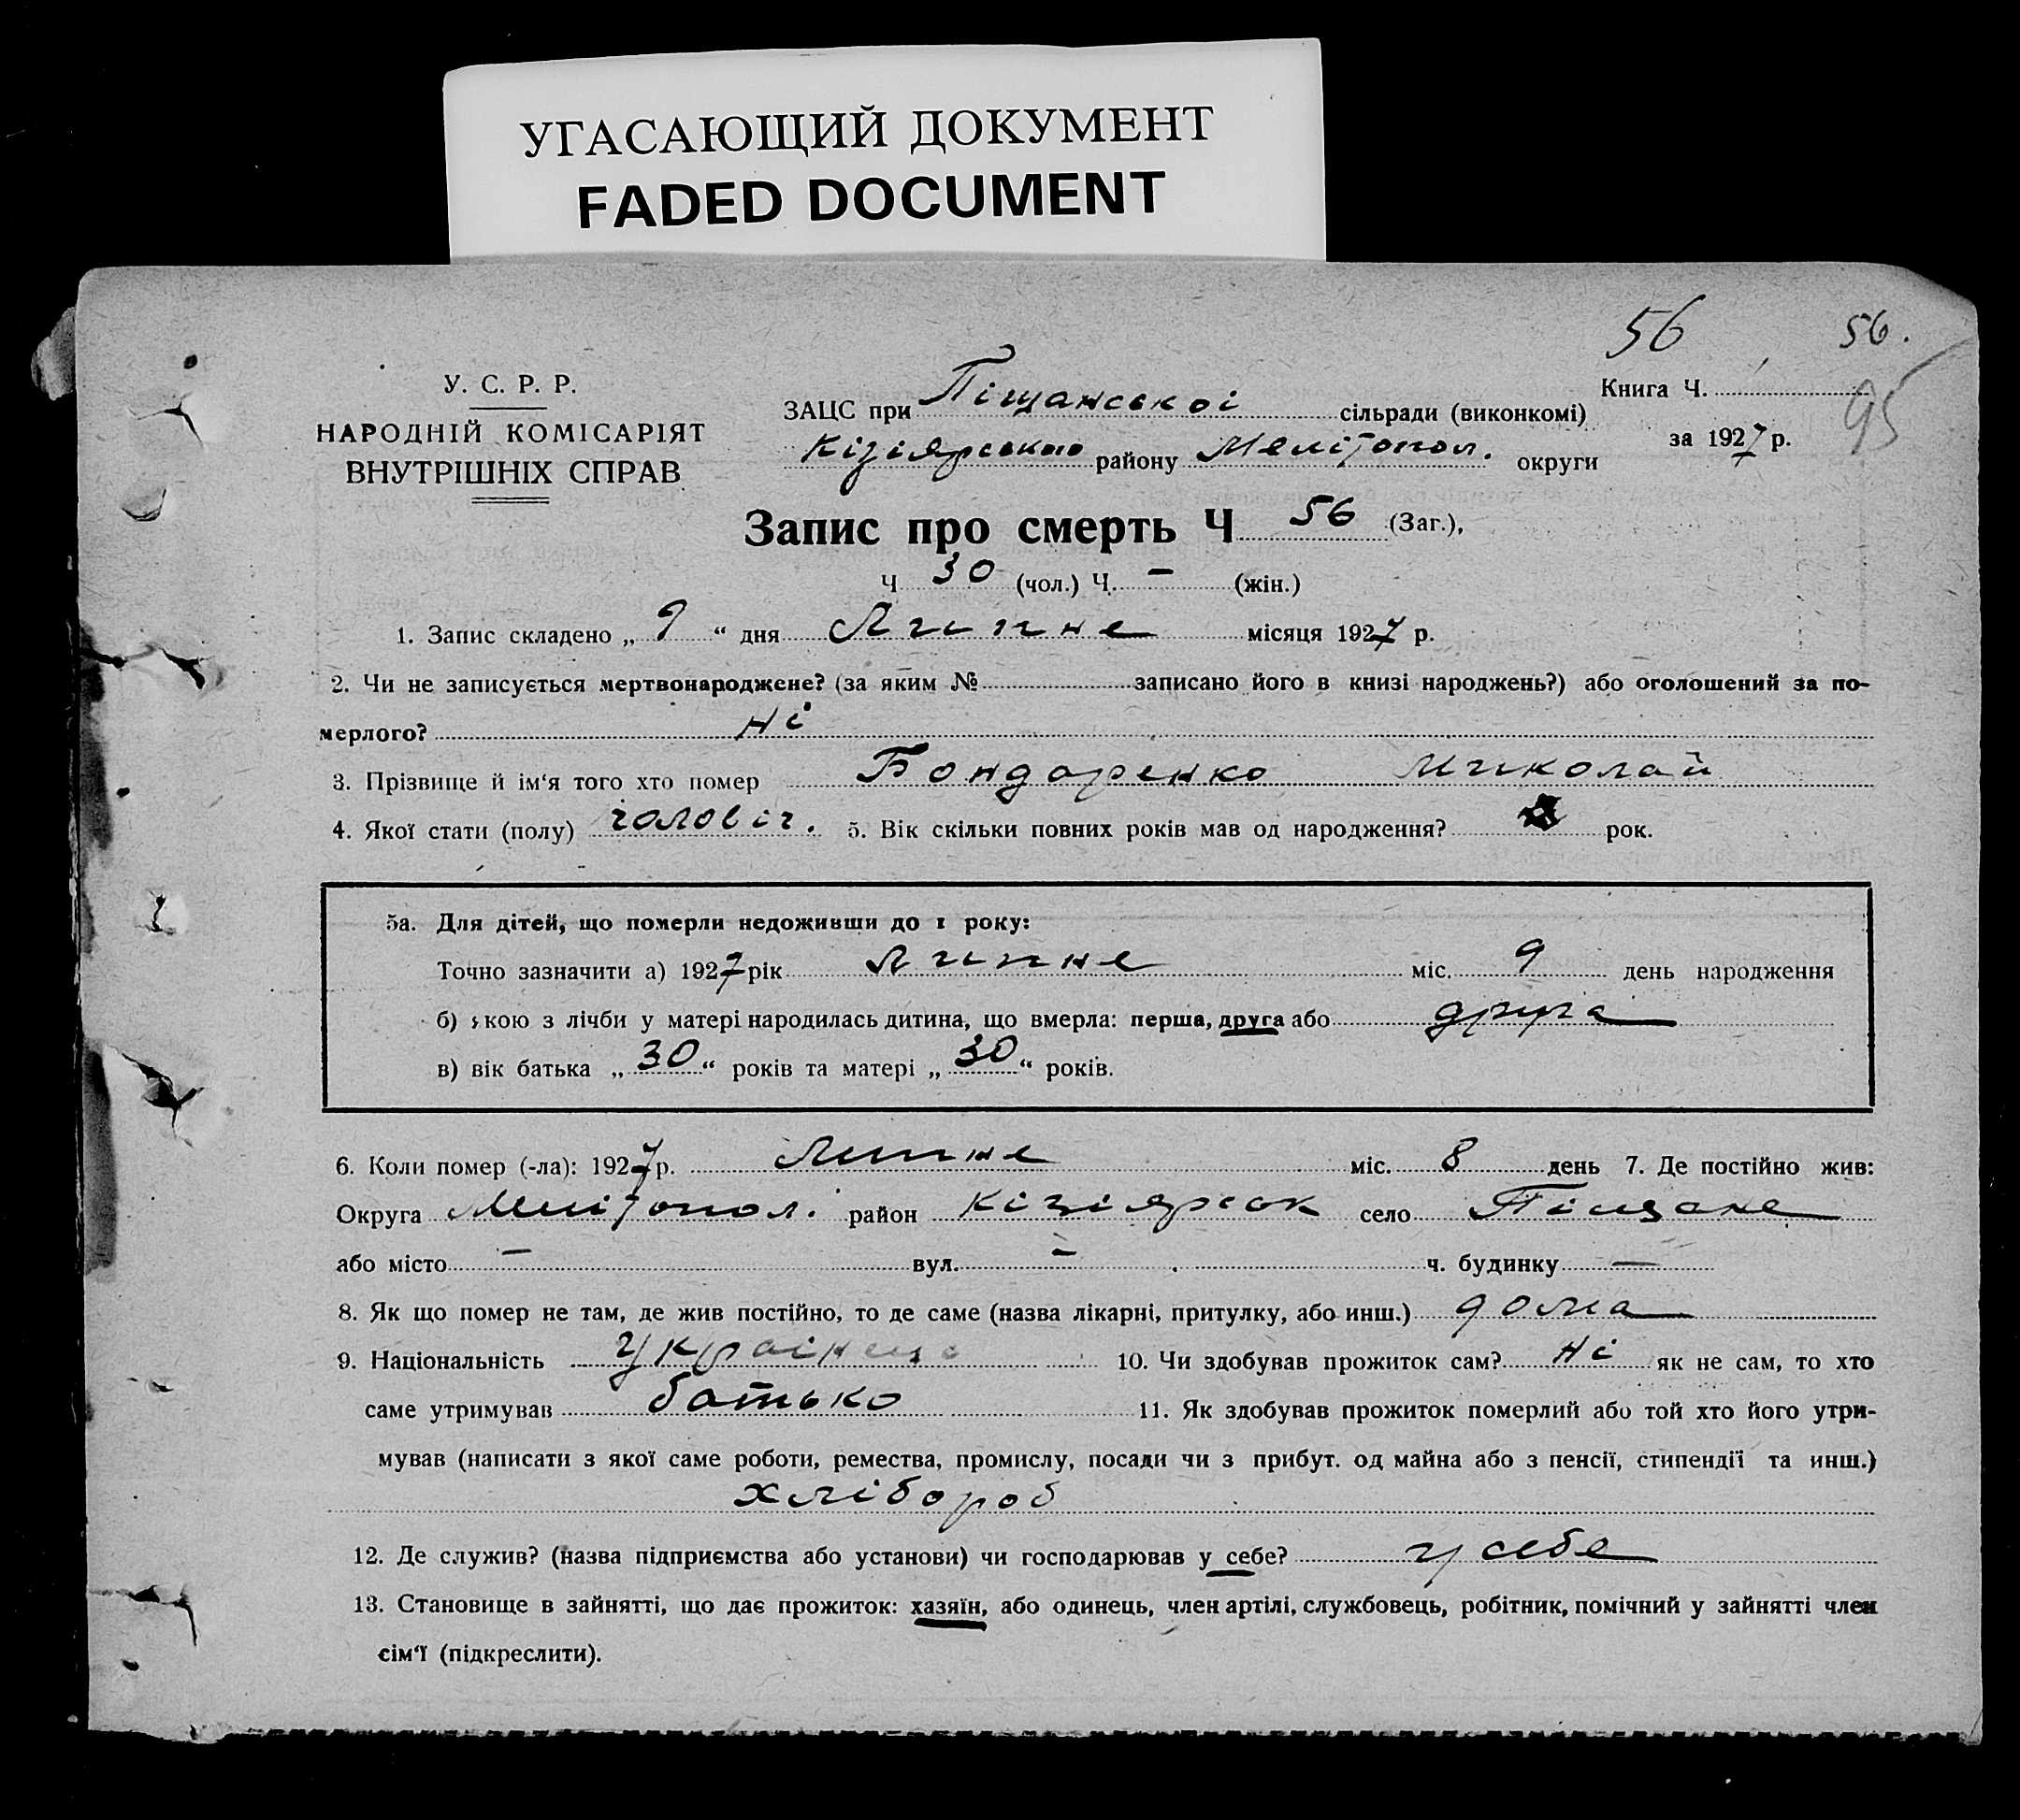 УГАСАЮЩИЙ ДОКУМЕНТ
FADED DOCUMENT
56 56.
95
У. С. Р. Р.
НАРОДНІЙ КОМІСАРІЯТ
ВНУТРІШНІХ СПРАВ
ЗАЦС при Піщанської сільради (виконкомі)
Кізіярського району Мелітопол. округи
Книга Ч.
за 1927 р.
Запис про смерть Ч 56 (Заг.),
Ч 30 (чол.) Ч. – (жін.)
1. Запис складено „ 9 “ дня Липне місяця 1927 р.
2. Чи не записується мертвонароджене? (за яким № записано його в книзі народжень?) або оголошений за по-
мерлого? ні
3. Прізвище й ім‘я того хто помер Бондаренко Миколай
4. Якої стати (полу) чоловіч. 5. Вік скільки повних років мав од народження? рок.
5а. Для дітей, що померли недоживши до 1 року:
Точно зазначити а) 1927 рік Липне міс. 9 день народження
б) якою з лічби у матері народилась дитина, що вмерла: перша, друга або друга
в) вік батька „ 30 “ років та матері „ 30 “ років.
6. Коли помер (-ла): 1927 р. Липне міс. 8 день 7. Де постійно жив:
Округа Мелітопол. район Кізіярськ село Піщане
або місто – вул. – ч. будинку –
8. Як що помер не там, де жив постійно, то де саме (назва лікарні, притулку, або инш.) дома
9. Національність 10. Чи здобував прожиток сам? ні як не сам, то хто
саме утримував батько 11. Як здобував прожиток померлий або той хто його утри-
мував (написати з якої саме роботи, ремества, промислу, посади чи з прибут. од майна або з пенсії, стипендії та инш.)
хлібороб
12. Де служив? (назва підприємства або установи) чи господарював у себе? у себе
13. Становище в зайнятті, що дає прожиток: хазяїн, або одинець, член артілі, службовець, робітник, помічний у зайнятті член
сім‘ї (підкреслити).